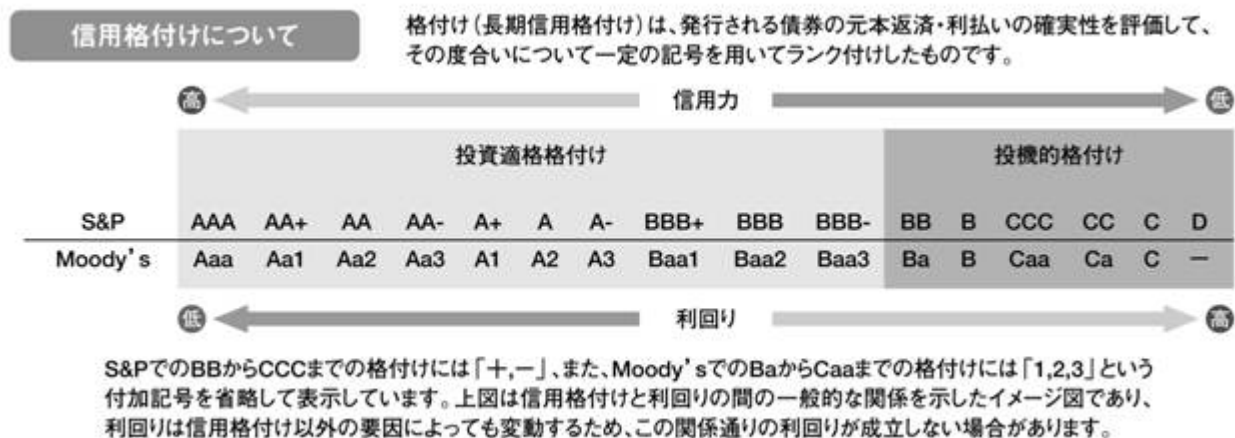 信用格付けについて
格付け(長期信用格付け)は、発行される債券の元本返済・利払いの確実性を評価して、
その度合いについて一定の記号を用いてランク付けしたものです。
高 信用力 低
投資適格格付け 投機的格付け
S&P AAA AA+ AA AA- A+ A A- BBB+ BBB BBB- BB B CCC CC C D
Moody's Aaa Aa1 Aa2 Aa3 A1 A2 A3 Baa1 Baa2 Baa3 Ba B Caa Ca C ー
低 利回り 高
S&PでのBBからCCCまでの格付けには「+,−」、また、Moody'sでのBaからCaaまでの格付けには「1,2,3」という
付加記号を省略して表示しています。上図は信用格付けと利回りの間の一般的な関係を示したイメージ図であり、
利回りは信用格付け以外の要因によっても変動するため、この関係通りの利回りが成立しない場合があります。